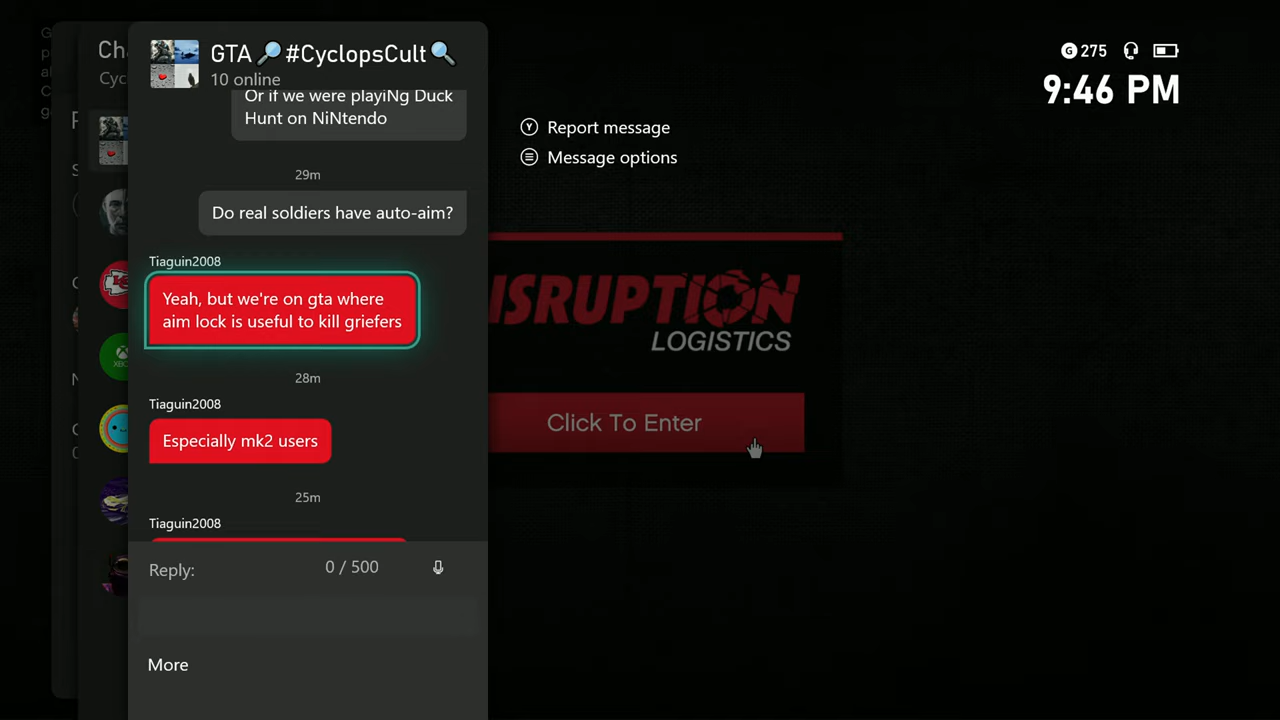 GTA 🔎#CyclopsCult🔍
10 online
Or if we were playiNg Duck
Hunt on NiNtendo
29m
Do real soldiers have auto-aim?
Tiaguin2008
Yeah, but we're on gta where
aim lock is useful to kill griefers
28m
Tiaguin2008
Especially mk2 users
25m
Tiaguin2008
Reply:
0 / 500
More
Ch
Cyc
Y Report message
Message options
ISRUPTION
LOGISTICS
Click To Enter
G 275
9:46 PM